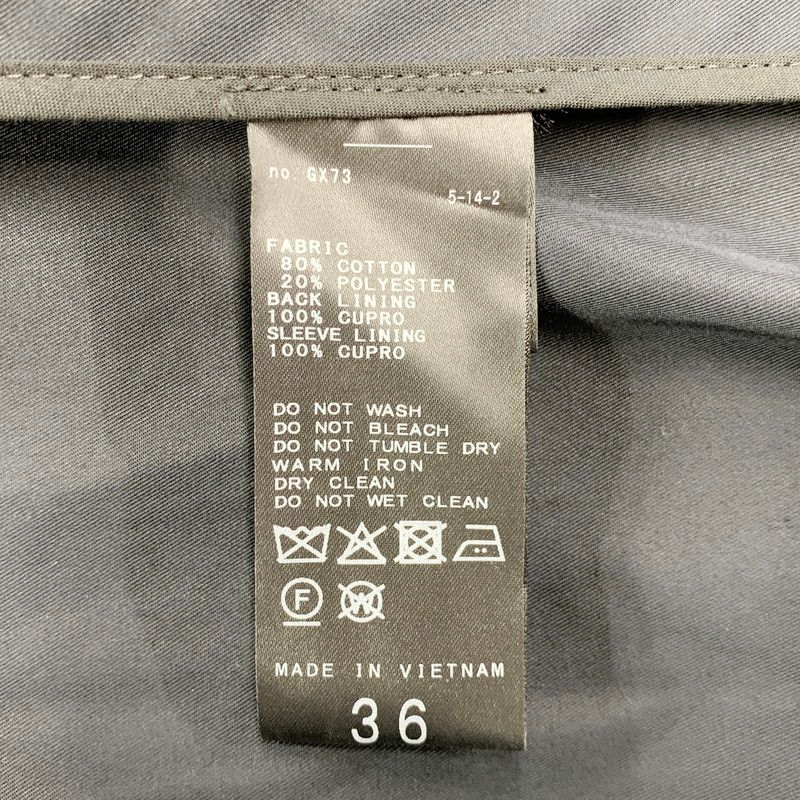 no. GX73
5-14-2
FABRIC
80% COTTON
20% POLYESTER
BACK LINING
100% CUPRO
SLEEVE LINING
100% CUPRO
DO NOT WASH
DO NOT BLEACH
DO NOT TUMBLE DRY
WARM IRON
DRY CLEAN
DO NOT WET CLEAN
F W
MADE IN VIETNAM
36